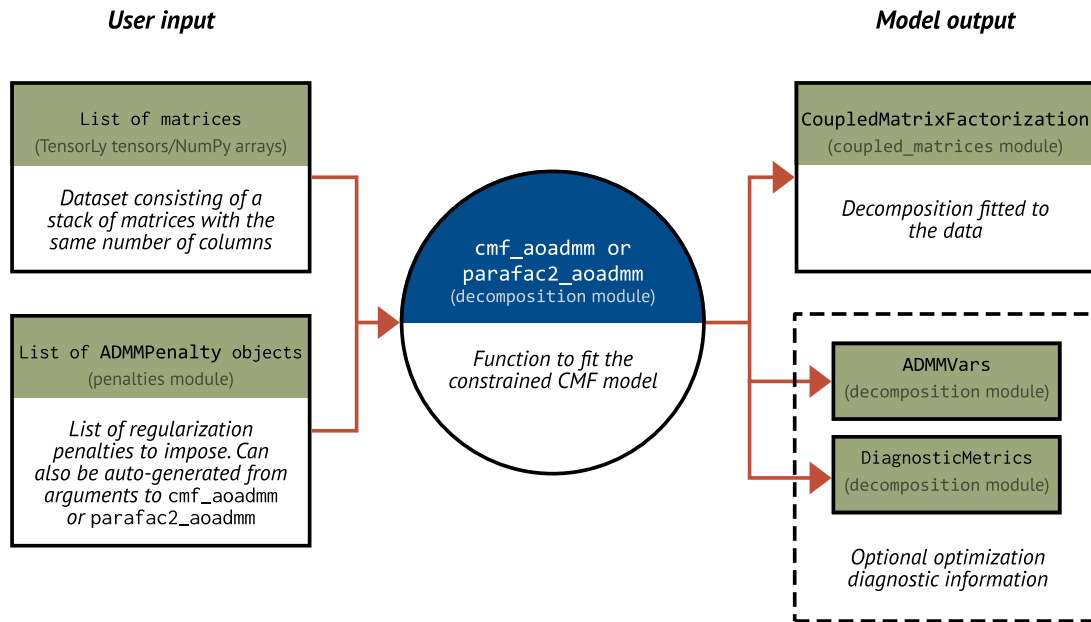 User input
Model output
List of matrices
(TensorLy tensors/NumPy arrays)
Dataset consisting of a
stack of matrices with the
same number of columns
List of ADMMPenalty objects
(penalties module)
List of regularization
penalties to impose. Can
also be auto-generated from
arguments to cmf_aoadmm
or parafac2_aoadmm
cmf_aoadmm or
parafac2_aoadmm
(decomposition module)
Function to fit the
constrained CMF model
CoupledMatrixFactorization
(coupled_matrices module)
Decomposition fitted to
the data
ADMMVars
(decomposition module)
DiagnosticMetrics
(decomposition module)
Optional optimization
diagnostic information